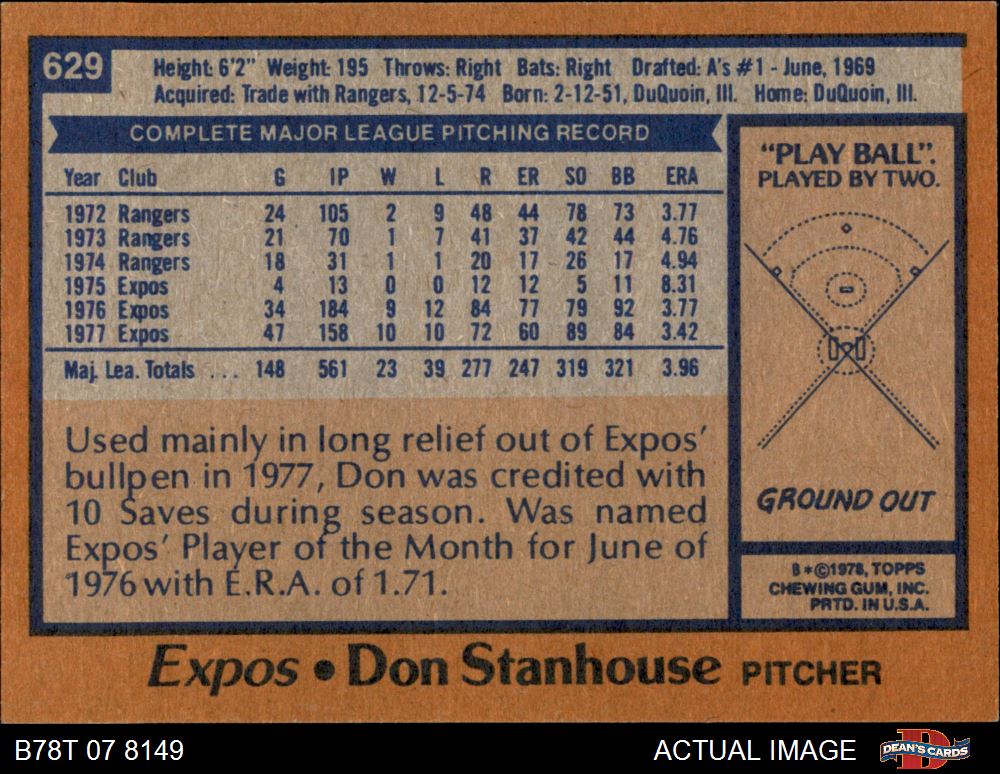 629
Height: 6'2" Weight: 195 Throws: Right Bats: Right Drafted: A's #1 - June, 1969
Acquired: Trade with Rangers, 12-5-74 Born: 2-12-51, DuQuoin, Ill. Home: DuQuoin, Ill.
COMPLETE MAJOR LEAGUE PITCHING RECORD
Year Club G IP W L R ER SO BB ERA
1972 Rangers 24 105 2 9 48 44 78 73 3.77
1973 Rangers 21 70 1 7 41 37 42 44 4.76
1974 Rangers 18 31 1 1 20 17 26 17 4.94
1975 Expos 4 13 0 0 12 12 5 11 8.31
1976 Expos 34 184 9 12 84 77 79 92 3.77
1977 Expos 47 158 10 10 72 60 89 84 3.42
Maj. Lea. Totals ... 148 561 23 39 277 247 319 321 3.96
Used mainly in long relief out of Expos'
bullpen in 1977, Don was credited with
10 Saves during season. Was named
Expos' Player of the Month for June of
1976 with E.R.A. of 1.71.
"PLAY BALL".
PLAYED BY TWO.
GROUND OUT
B*©1978, TOPPS
CHEWING GUM, INC.
PRTD. IN U.S.A.
Expos • Don Stanhouse PITCHER
B78T 07 8149
ACTUAL IMAGE
DEAN'S CARDS